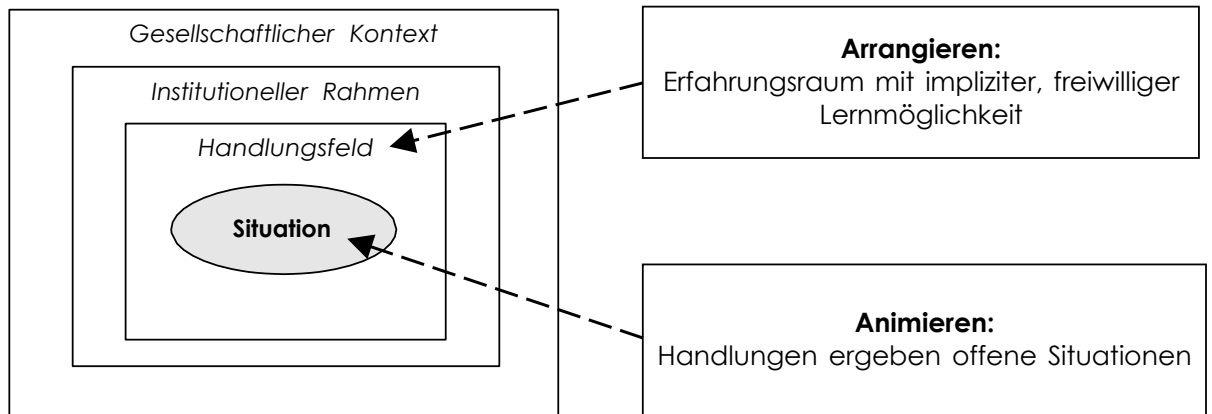 Gesellschaftlicher Kontext
Institutioneller Rahmen
Handlungsfeld
Situation
Arrangieren:
Erfahrungsraum mit impliziter, freiwilliger
Lernmöglichkeit
Animieren:
Handlungen ergeben offene Situationen